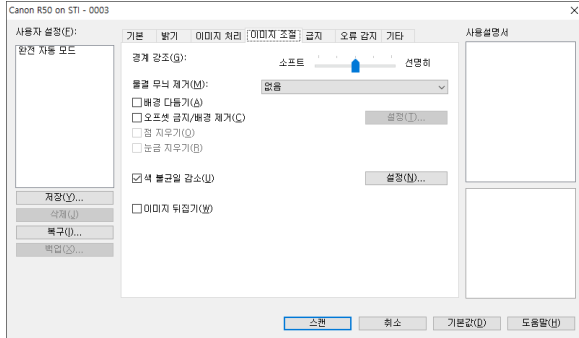 Canon R50 on STI - 0003
사용자 설정(F):
완전 자동 모드
저장(Y)...
삭제(J)
복구(I)...
백업(X)...
기본 밝기 이미지 처리 이미지 조절 급지 오류 감지 기타
경계 강조(G): 소프트 선명히
물결 무늬 제거(M): 없음
배경 다듬기(A)
오프셋 금지/배경 제거(C) 설정(T)...
점 지우기(O)
눈금 지우기(R)
색 불균일 감소(U) 설정(N)...
이미지 뒤집기(W)
사용설명서
스캔 취소 기본값(D) 도움말(H)